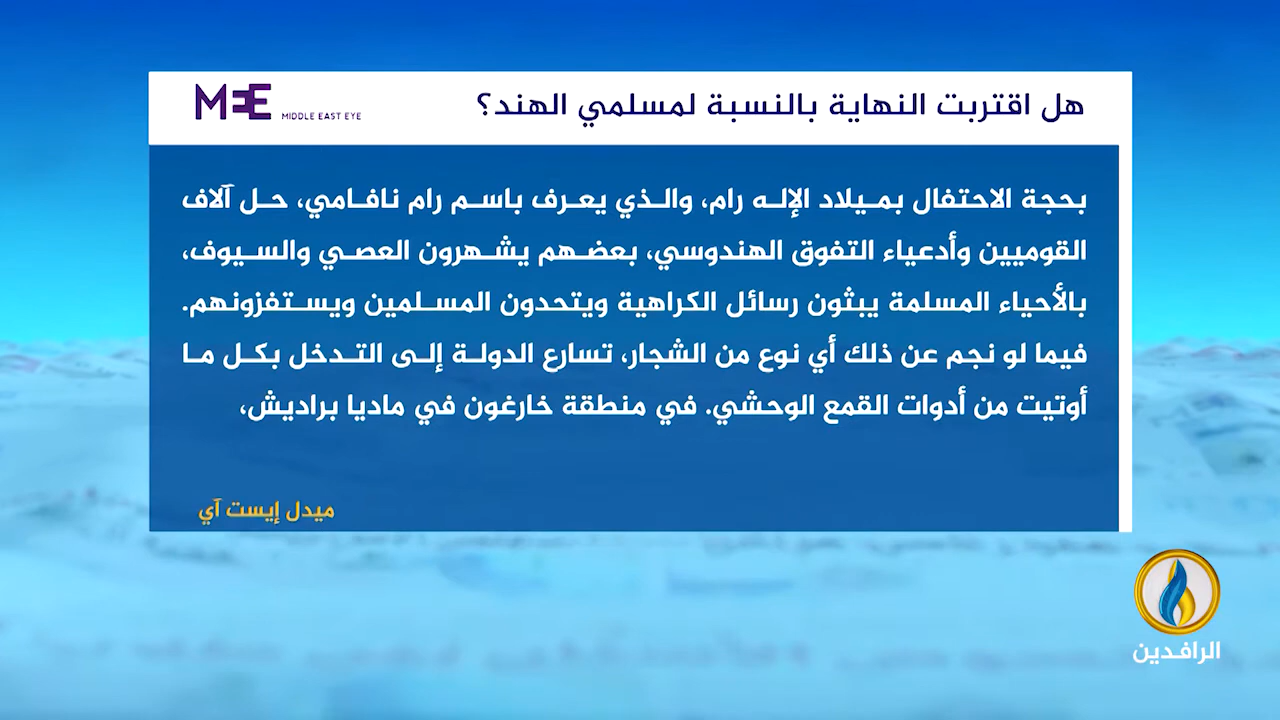 هل اقتربت النهاية بالنسبة لمسلمي الهند؟
MEE MIDDLE EAST EYE
بحجة الاحتفال بميلاد الإله رام، والذي يعرف باسم رام نافامي، حل آلاف
القوميين وأدعياء التفوق الهندوسي، بعضهم يشهرون العصي والسيوف،
بالأحياء المسلمة يبثون رسائل الكراهية ويتحدون المسلمين ويستفزونهم.
فيما لو نجم عن ذلك أي نوع من الشجار، تسارع الدولة إلى التدخل بكل ما
أوتيت من أدوات القمع الوحشي. في منطقة خارغون في ماديا براديش،
ميدل إيست آي
الرافدين